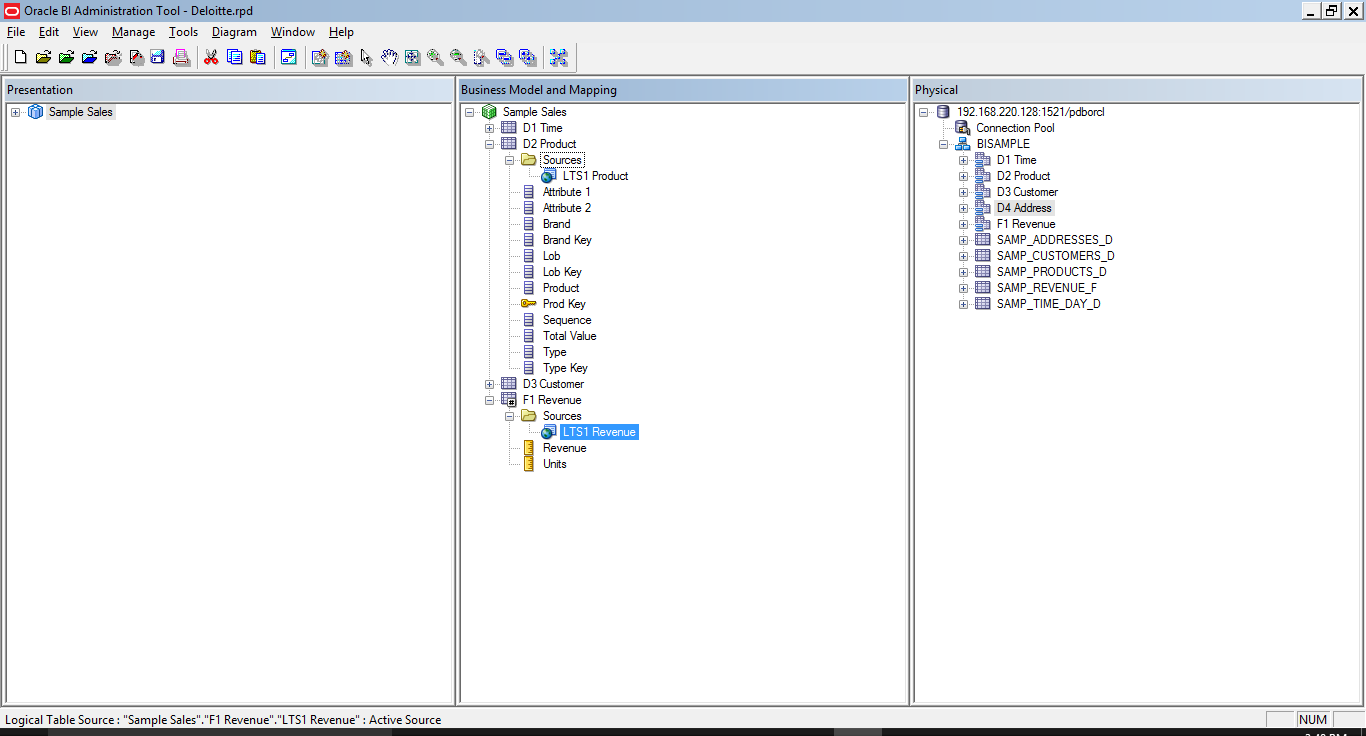 Oracle BI Administration Tool - Deloitte.rpd
File Edit View Manage Tools Diagram Window Help
Presentation
Sample Sales
Business Model and Mapping
Sample Sales
D1 Time
D2 Product
Sources
LTS1 Product
Attribute 1
Attribute 2
Brand
Brand Key
Lob
Lob Key
Product
Prod Key
Sequence
Total Value
Type
Type Key
D3 Customer
F1 Revenue
Sources
LTS1 Revenue
Revenue
Units
Physical
192.168.220.128:1521/pdborcl
Connection Pool
BISAMPLE
D1 Time
D2 Product
D3 Customer
D4 Address
F1 Revenue
SAMP_ADDRESSES_D
SAMP_CUSTOMERS_D
SAMP_PRODUCTS_D
SAMP_REVENUE_F
SAMP_TIME_DAY_D
Logical Table Source : "Sample Sales"."F1 Revenue"."LTS1 Revenue" : Active Source
NUM